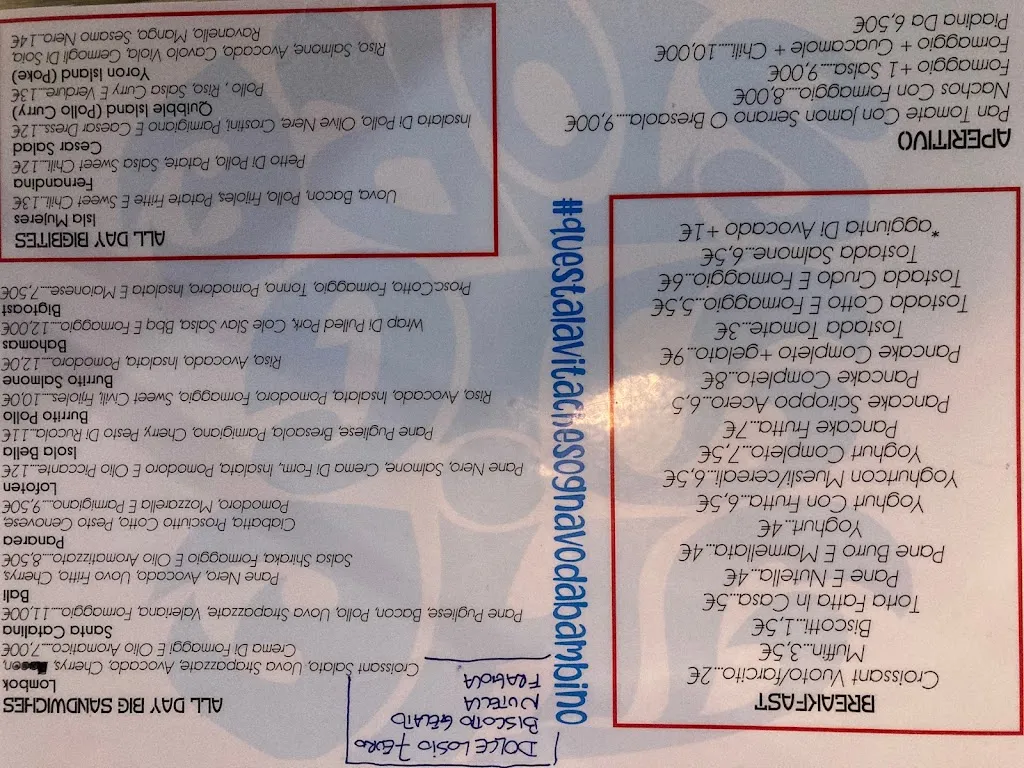 BREAKFAST
Croissant Vuoto/farcito..2€
Muffin..3,5€
Biscotti...1,5€
Torta Fatta In Casa...5€
Pane E Nutella...4€
Pane Burro E Marmellata...4€
Yoghurt...4€
Yoghurt Con Frutta...6,5€
Yoghurtcon Muesli/cereali...6,5€
Yoghurt Completo...7,5€
Pancake Frutta...7€
Pancake Sciroppo Acero..6,5
Pancake Completo..8€
Pancake Completo +gelato..9€
Tostada Tomate...3€
Tostada Cotto E Formaggio...5,5€
Tostada Crudo E Formaggio...6€
Tostada Salmone...6,5€
*aggiunta Di Avocado +1€
APERITIVO
Pan Tomate Con Jamon Serrano O Bresaola....9,00€
Nachos Con Formaggio....8,00€
Formaggio +1 Salsa....9,00€
Formaggio + Guacamole + Chili....10,00€
Piadina Da 6,50€
#questalavitachesognavodabambino
DOLCE LOSIO 7 ERO
BISCOTTO GELATO
NUTELLA
FRAGOLA
ALL DAY BIG SANDWICHES
Lombok
Croissant Salato, Uova Strapazzate, Avocado, Cherys,
Crema Di Formaggi E Olio Aromatico....7,00€
Santa Catalina
Pane Pugliese, Bacon, Pollo, Uova Strapazzate, Valeriana, Formaggio....11,00€
Bali
Pane Nero, Avocado, Uovo Fritto, Cherrys
Salsa Shiraka, Formaggio E Olio Aromatizzato....8,50€
Panarea
Ciabatta, Prosciutto Cotto, Pesto Genovese,
Pomodoro, Mozzarella E Parmigiano....9,50€
Lofoten
Pane Nero, Salmone, Crema Di Form, Insalata, Pomodoro E Olio Piccante...12€
Isola Bella
Pane Pugliese, Bresaola, Parmigiano, Cherry, Pesto Di Rucola...11€
Burrito Pollo
Riso, Avocado, Insalata, Pomodoro, Formaggio, Sweet Civli, Frijoles...10,0€
Burrito Salmone
Riso, Avocado, Insalata, Pomodoro....12,0€
Bahamas
Wrap Di Pulled Pork, Cole Slav Salsa, Bbq E Formaggio....12,00€
Bigtoast
Prosc.Cotto, Formaggio, Tonno, Pomodoro, Insalata E Maionese....7,50€
ALL DAY BIGBITES
Isla Mujeres
Uova, Bacon, Pollo, Frijoles, Patate Fritte E Sweet Chili..13€
Fernandina
Petto Di Pollo, Patate, Salsa Sweet Chili...12€
Cesar Salad
Insalata Di Pollo, Olive Nere, Crostini, Parmigiana E Caesar Dress...12€
Quibble Island (Pollo Curry)
Pollo , Riso, Salsa Curry E Verdure..13€
Yoron Island (Poke)
Riso, Salmone, Avocado, Cavolo Viola, Germogli Di Soia,
Ravanello, Mango, Sesamo Nero..14€